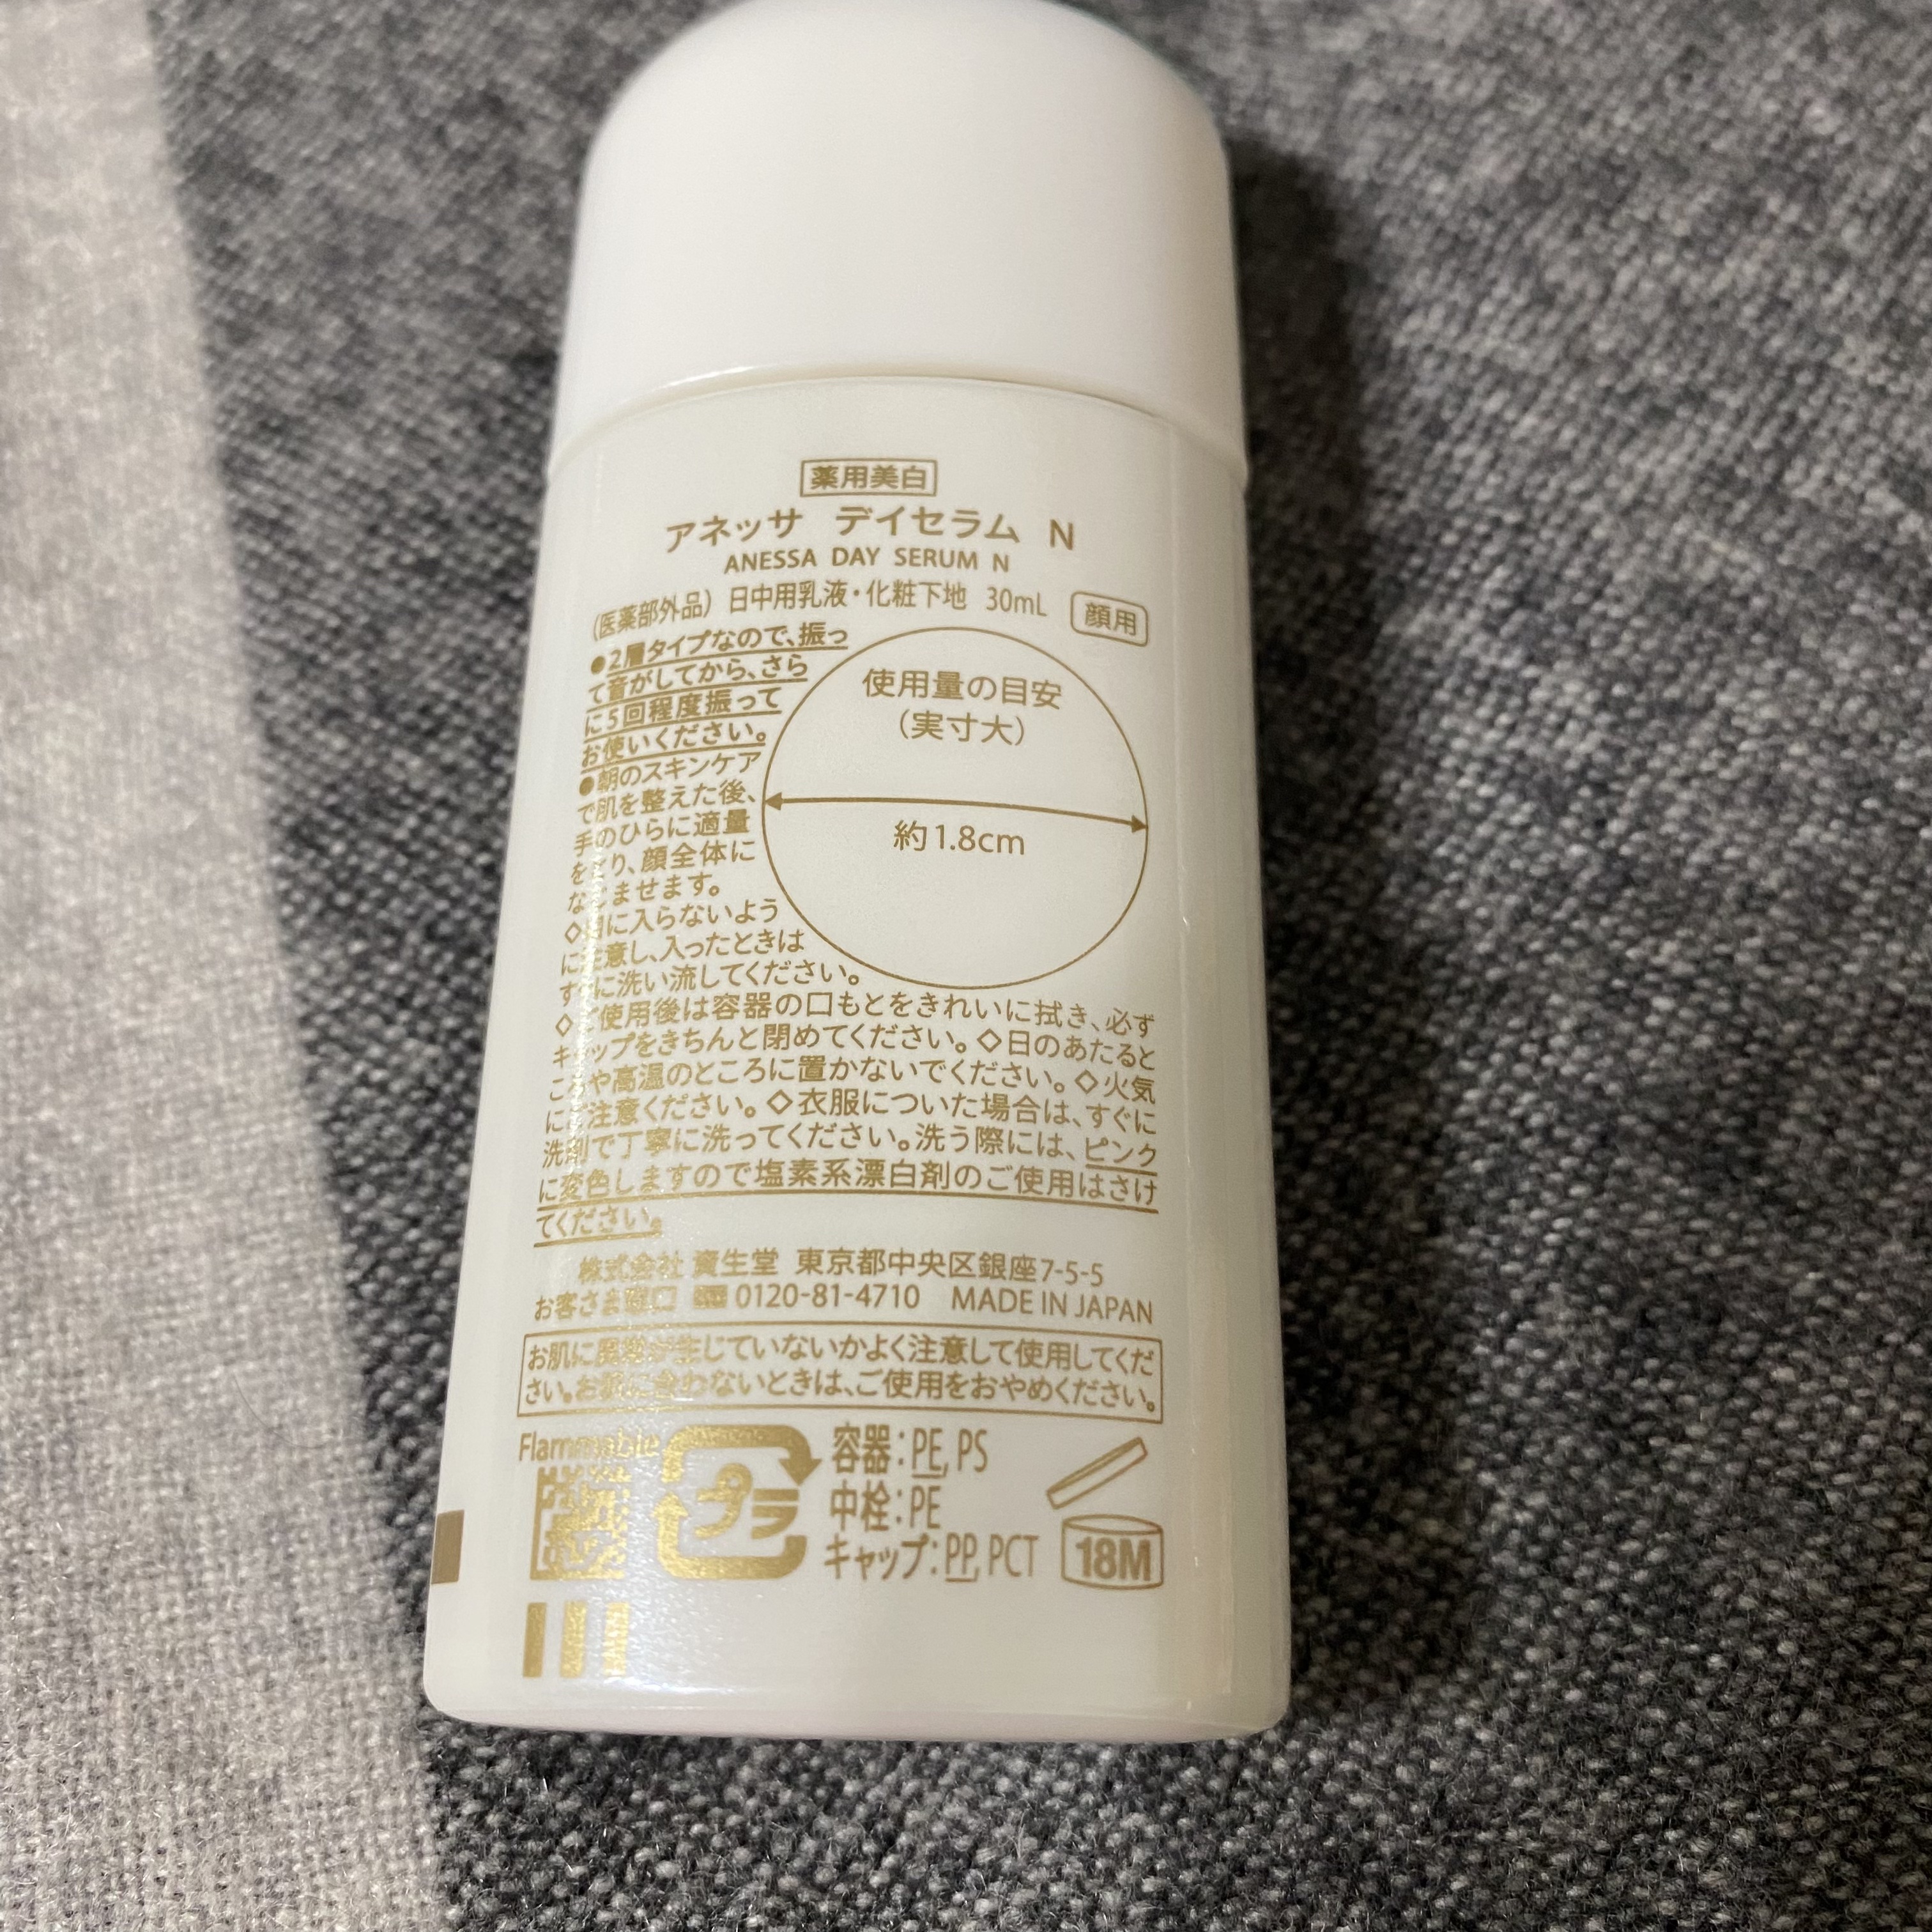 薬用美白
アネッサ デイセラム N
ANESSA DAY SERUM N
(医薬部外品) 日中用乳液・化粧下地 30mL 顔用
●2層タイプなので、振っ
て音がしてから、さら
に5回程度振って
お使いください。
●朝のスキンケア
で肌を整えた後、
手のひらに適量
をとり、顔全体に
なじませます。
◇目に入らないよう
に注意し、入ったときは
すぐに洗い流してください。
使用量の目安
(実寸大)
約1.8cm
◇ご使用後は容器の口もとをきれいに拭き、必ず
キャップをきちんと閉めてください。◇日のあたると
ころや高温のところに置かないでください。◇火気
にご注意ください。◇衣服についた場合は、すぐに
洗剤で丁寧に洗ってください。洗う際には、ピンク
に変色しますので塩素系漂白剤のご使用はさけ
てください。
株式会社 資生堂 東京都中央区銀座7-5-5
お客さま窓口 0120-81-4710 MADE IN JAPAN
お肌に異常が生じていないかよく注意して使用してくだ
さい。お肌に合わないときは、ご使用をおやめください。
Flammable
プラ
容器:PE, PS
中栓:PE
キャップ:PP, PCT
18M